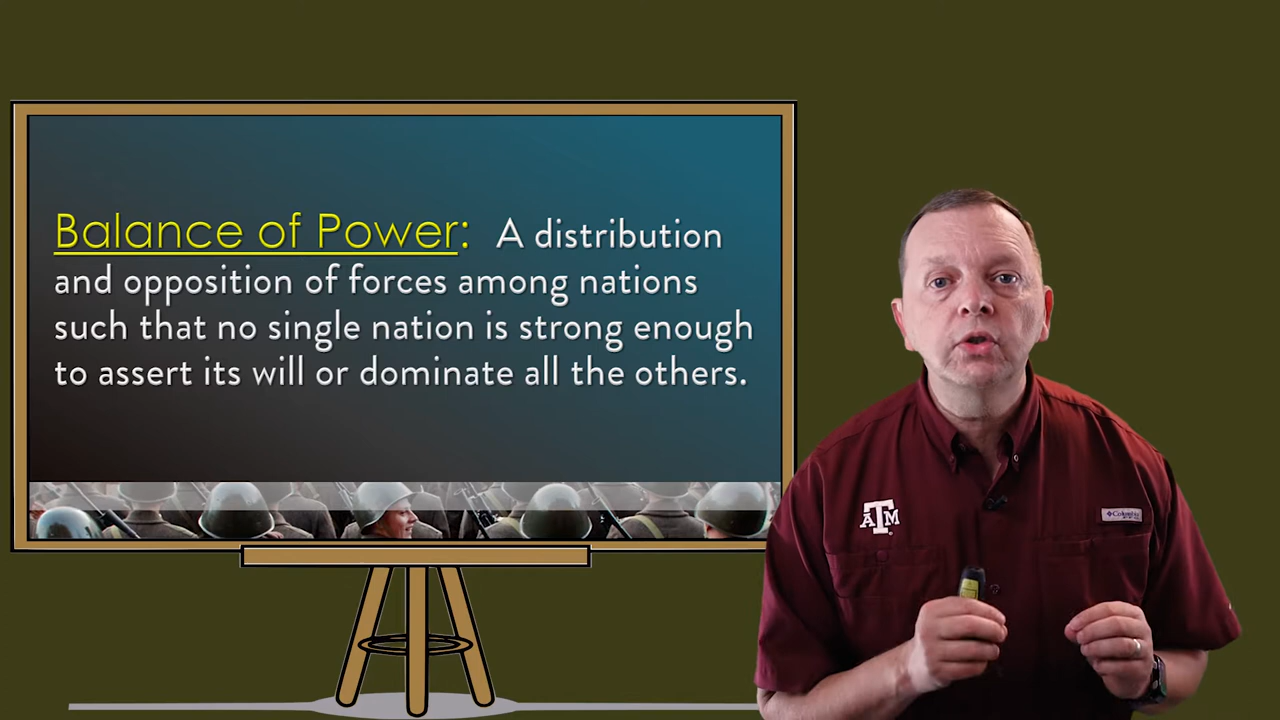 Balance of Power: A distribution
and opposition of forces among nations
such that no single nation is strong enough
to assert its will or dominate all the others.
ATM
Columbia